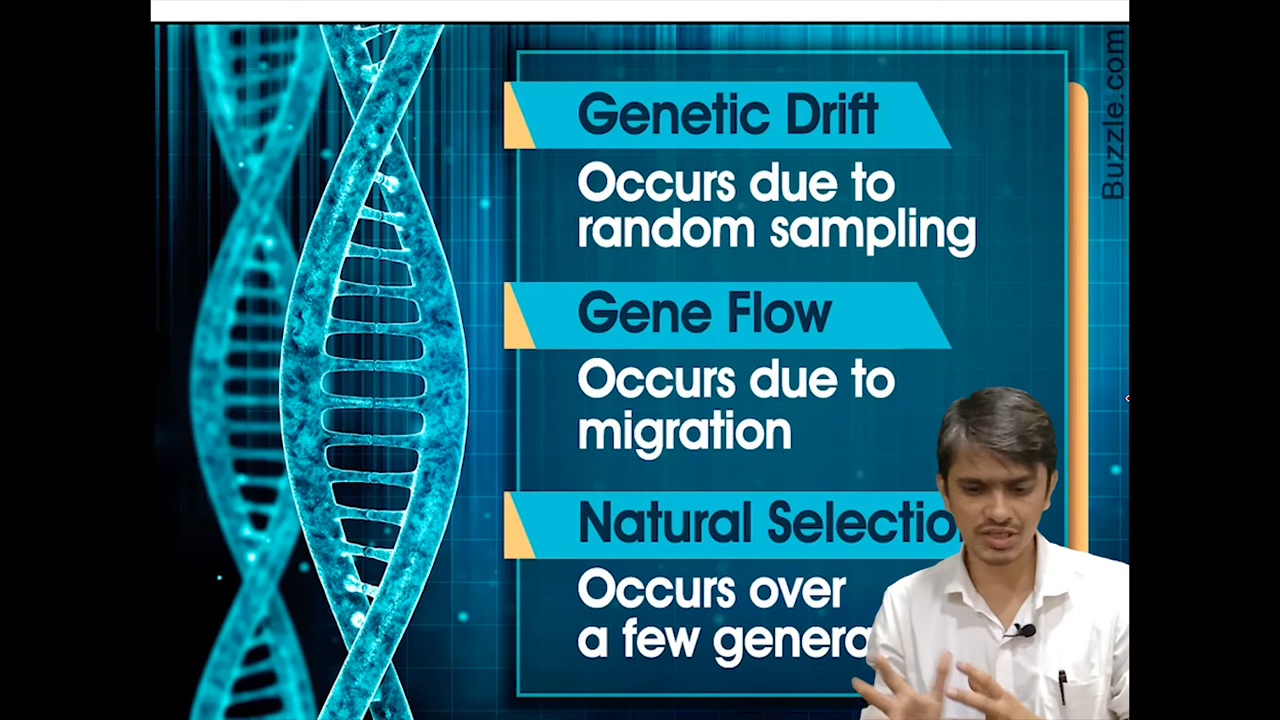 Genetic Drift
Occurs due to
random sampling
Gene Flow
Occurs due to
migration
Natural Selectio
Occurs over
a few genera
Buzzle.com